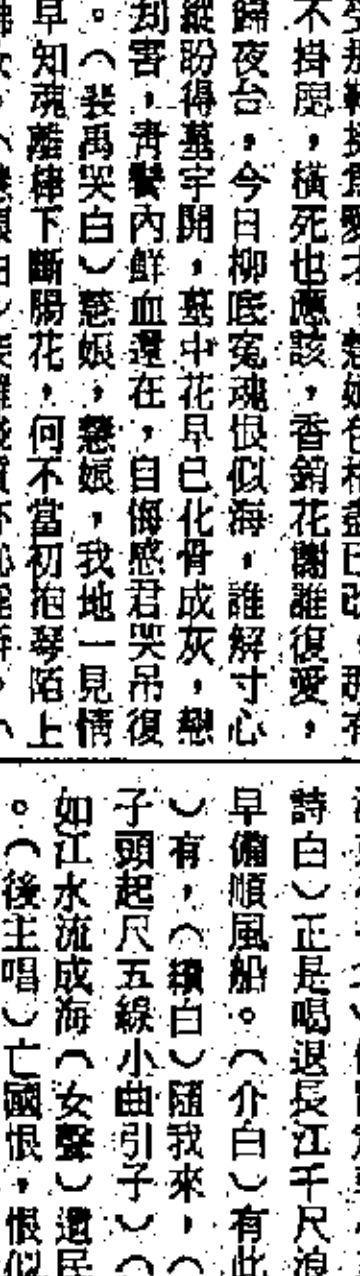 不掛腮，橫死也應該，香銷花謝誰復愛，
歸夜台，今日柳底冤魂恨似海，誰解寸心
縱盼得墓宇開，墓中花早已化骨成灰，戀
刦害，青鬢內鮮血還在，自悔感君哭吊復
。（裴禹哭白）慧娘，慧娘，我地一見情
早知魂離律下斷腸花，何不當初抱琴陌上
詩白）正是喝退長江千尺浪
早備順風船。（介白）有此
）有，（續白）隨我來，（
子頭起尺五線小曲引子）（
如江水流成海（女聲）遺民
。（後主唱）亡國恨，恨似